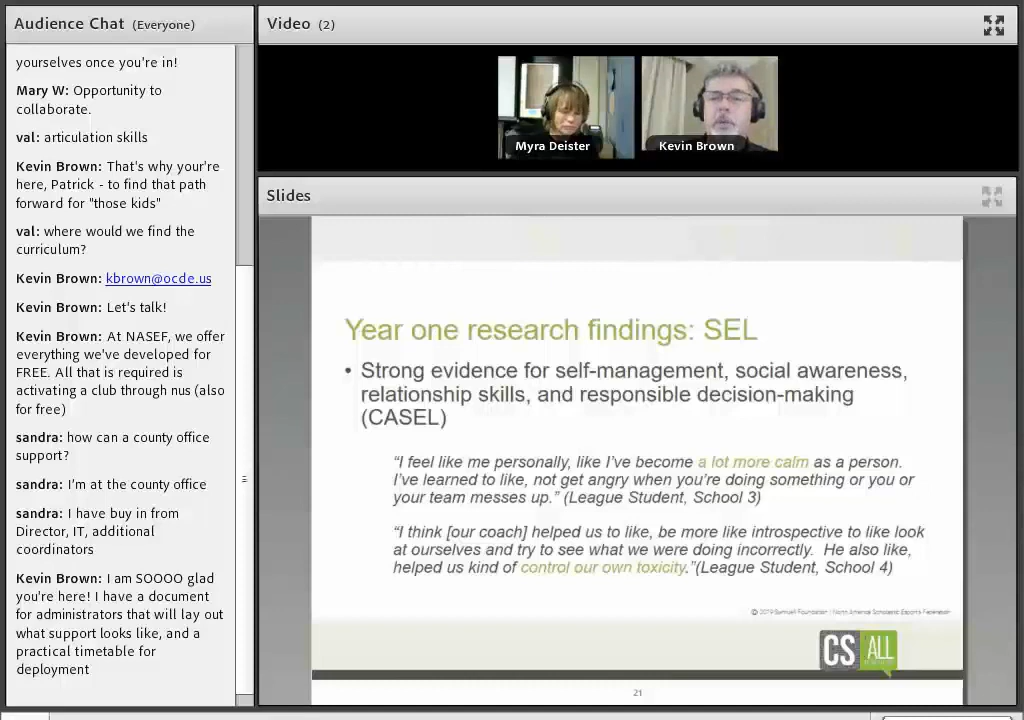 Audience Chat (Everyone)
yourselves once you're in!
Mary W: Opportunity to
collaborate.
val: articulation skills
Kevin Brown: That's why your're
here, Patrick - to find that path
forward for "those kids"
val: where would we find the
curriculum?
Kevin Brown: kbrown@ocde.us
Kevin Brown: Let's talk!
Kevin Brown: At NASEF, we offer
everything we've developed for
FREE. All that is required is
activating a club through nus (also
for free)
sandra: how can a county office
support?
sandra: I'm at the county office
sandra: I have buy in from
Director, IT, additional
coordinators
Kevin Brown: I am SOOOO glad
you're here! I have a document
for administrators that will lay out
what support looks like, and a
practical timetable for
deployment
Video (2)
Myra Deister
Kevin Brown
Slides
Year one research findings: SEL
• Strong evidence for self-management, social awareness,
relationship skills, and responsible decision-making
(CASEL)
“I feel like me personally, like I’ve become a lot more calm as a person.
I’ve learned to like, not get angry when you’re doing something or you or
your team messes up.” (League Student, School 3)
“I think [our coach] helped us to like, be more like introspective to like look
at ourselves and try to see what we were doing incorrectly. He also like,
helped us kind of control our own toxicity.”(League Student, School 4)
© 2019 Samueli Foundation | North America Scholastic Esports Federation
CS ALL
21